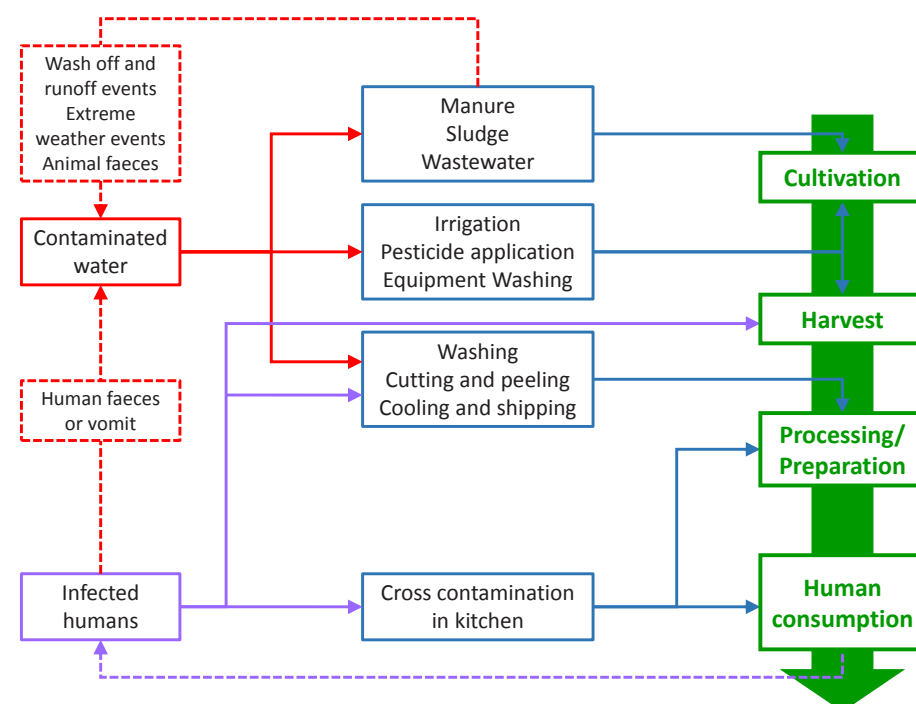 Wash off and
runoff events
Extreme
weather events
Animal faeces
Manure
Sludge
Wastewater
Cultivation
Contaminated
water
Irrigation
Pesticide application
Equipment Washing
Harvest
Washing
Cutting and peeling
Cooling and shipping
Human faeces
or vomit
Processing/
Preparation
Infected
humans
Cross contamination
in kitchen
Human
consumption